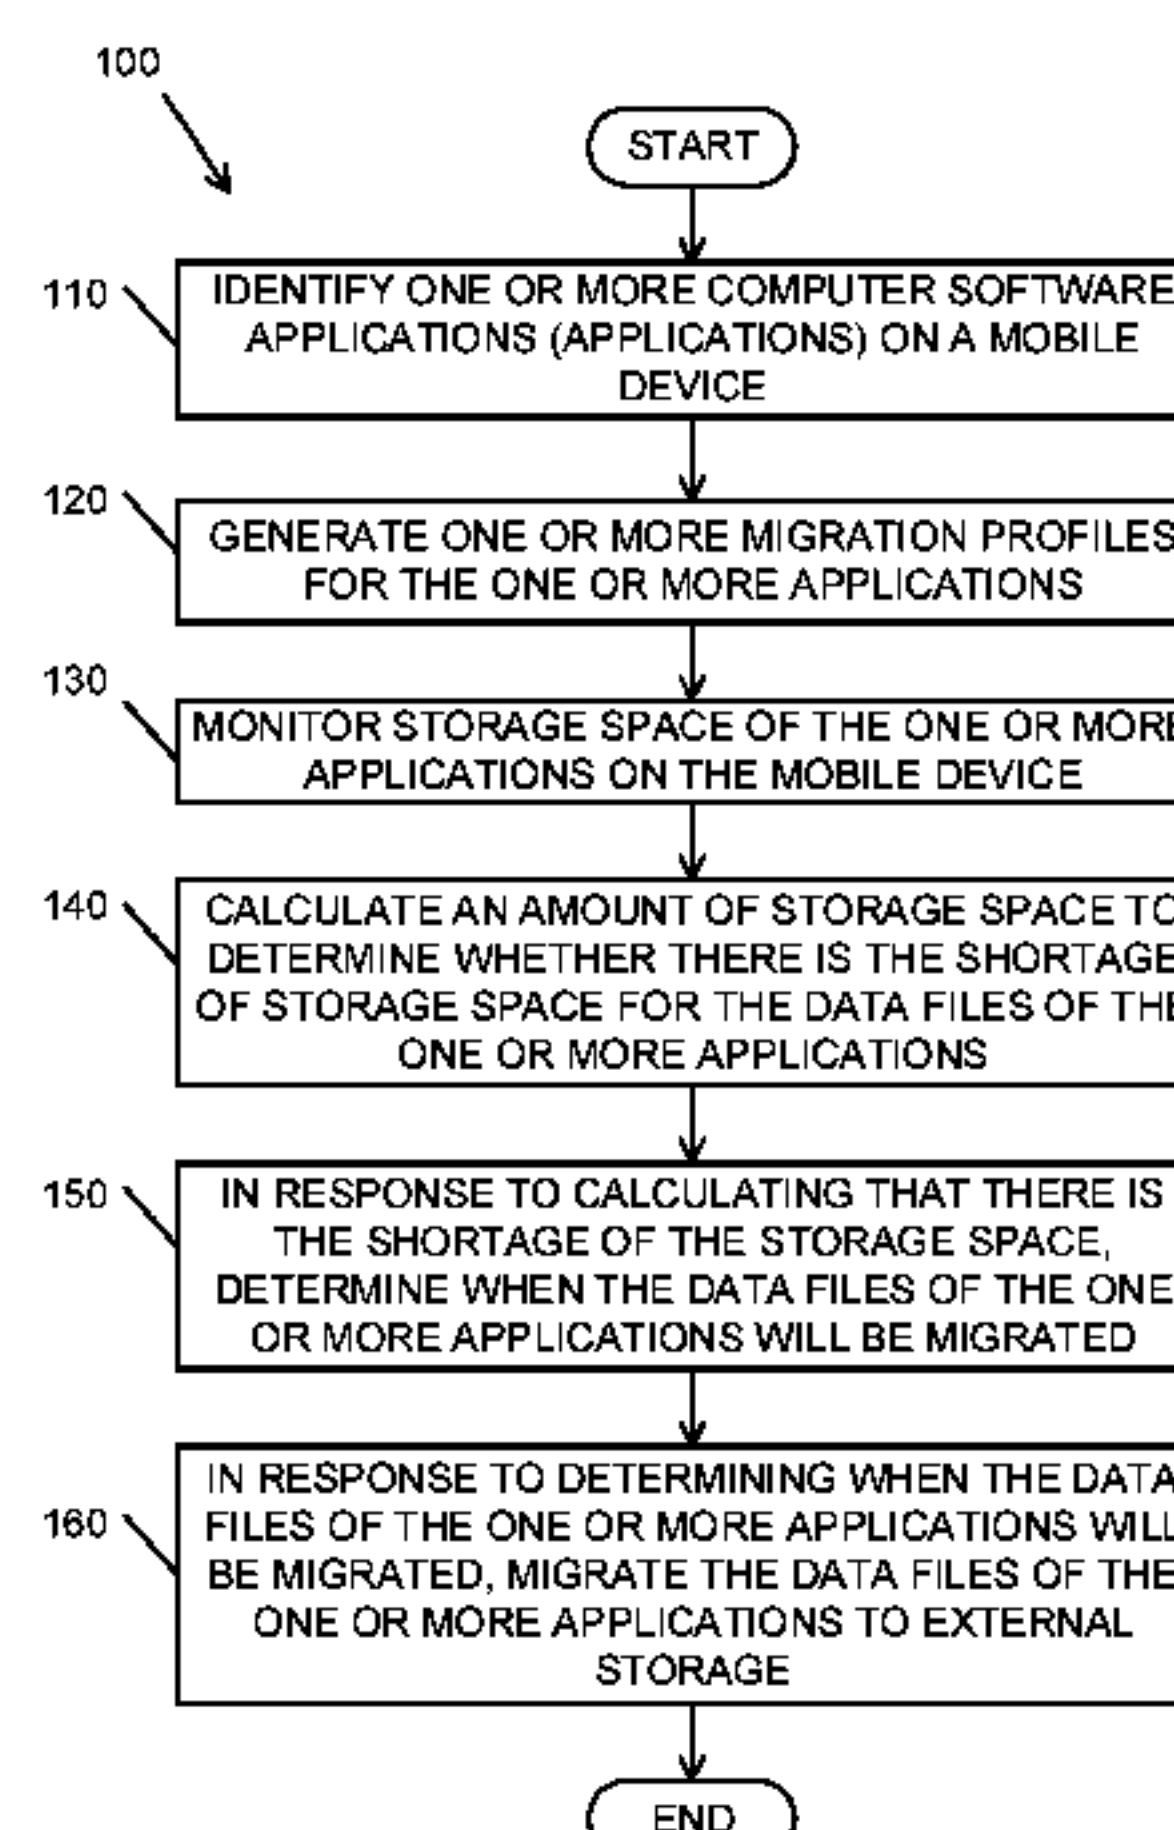 100
START
110
IDENTIFY ONE OR MORE COMPUTER SOFTWARE
APPLICATIONS (APPLICATIONS) ON A MOBILE
DEVICE
120
GENERATE ONE OR MORE MIGRATION PROFILES
FOR THE ONE OR MORE APPLICATIONS
130
MONITOR STORAGE SPACE OF THE ONE OR MORE
APPLICATIONS ON THE MOBILE DEVICE
140
CALCULATE AN AMOUNT OF STORAGE SPACE TO
DETERMINE WHETHER THERE IS THE SHORTAGE
OF STORAGE SPACE FOR THE DATA FILES OF THE
ONE OR MORE APPLICATIONS
150
IN RESPONSE TO CALCULATING THAT THERE IS
THE SHORTAGE OF THE STORAGE SPACE,
DETERMINE WHEN THE DATA FILES OF THE ONE
OR MORE APPLICATIONS WILL BE MIGRATED
160
IN RESPONSE TO DETERMINING WHEN THE DATA
FILES OF THE ONE OR MORE APPLICATIONS WILL
BE MIGRATED, MIGRATE THE DATA FILES OF THE
ONE OR MORE APPLICATIONS TO EXTERNAL
STORAGE
END